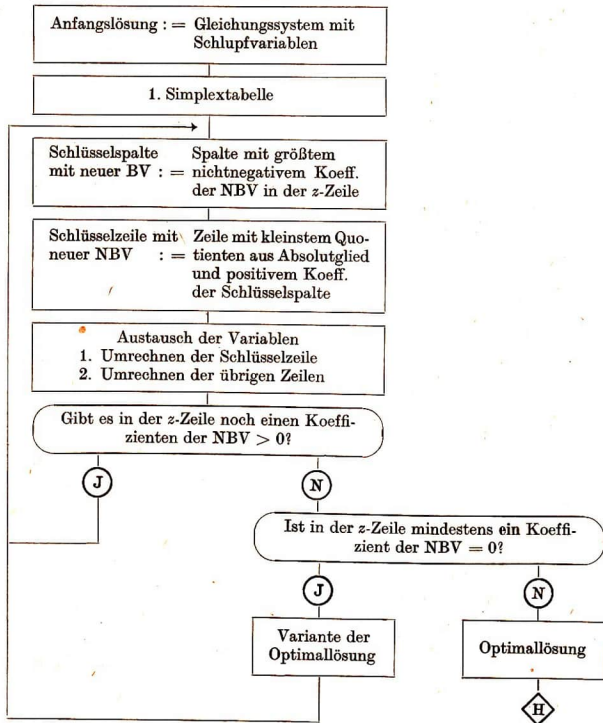 Anfangslösung : = Gleichungssystem mit
Schlupfvariablen
1. Simplextabelle
Schlüsselspalte Spalte mit größtem
mit neuer BV : = nichtnegativem Koeff.
der NBV in der z-Zeile
Schlüsselzeile mit Zeile mit kleinstem Quo-
neuer NBV : = tienten aus Absolutglied
und positivem Koeff.
der Schlüsselspalte
Austausch der Variablen
1. Umrechnen der Schlüsselzeile
2. Umrechnen der übrigen Zeilen
Gibt es in der z-Zeile noch einen Koeffi-
zienten der NBV > 0?
J
N
Ist in der z-Zeile mindestens ein Koeffi-
zient der NBV = 0?
J
N
Variante der
Optimallösung
Optimallösung
H